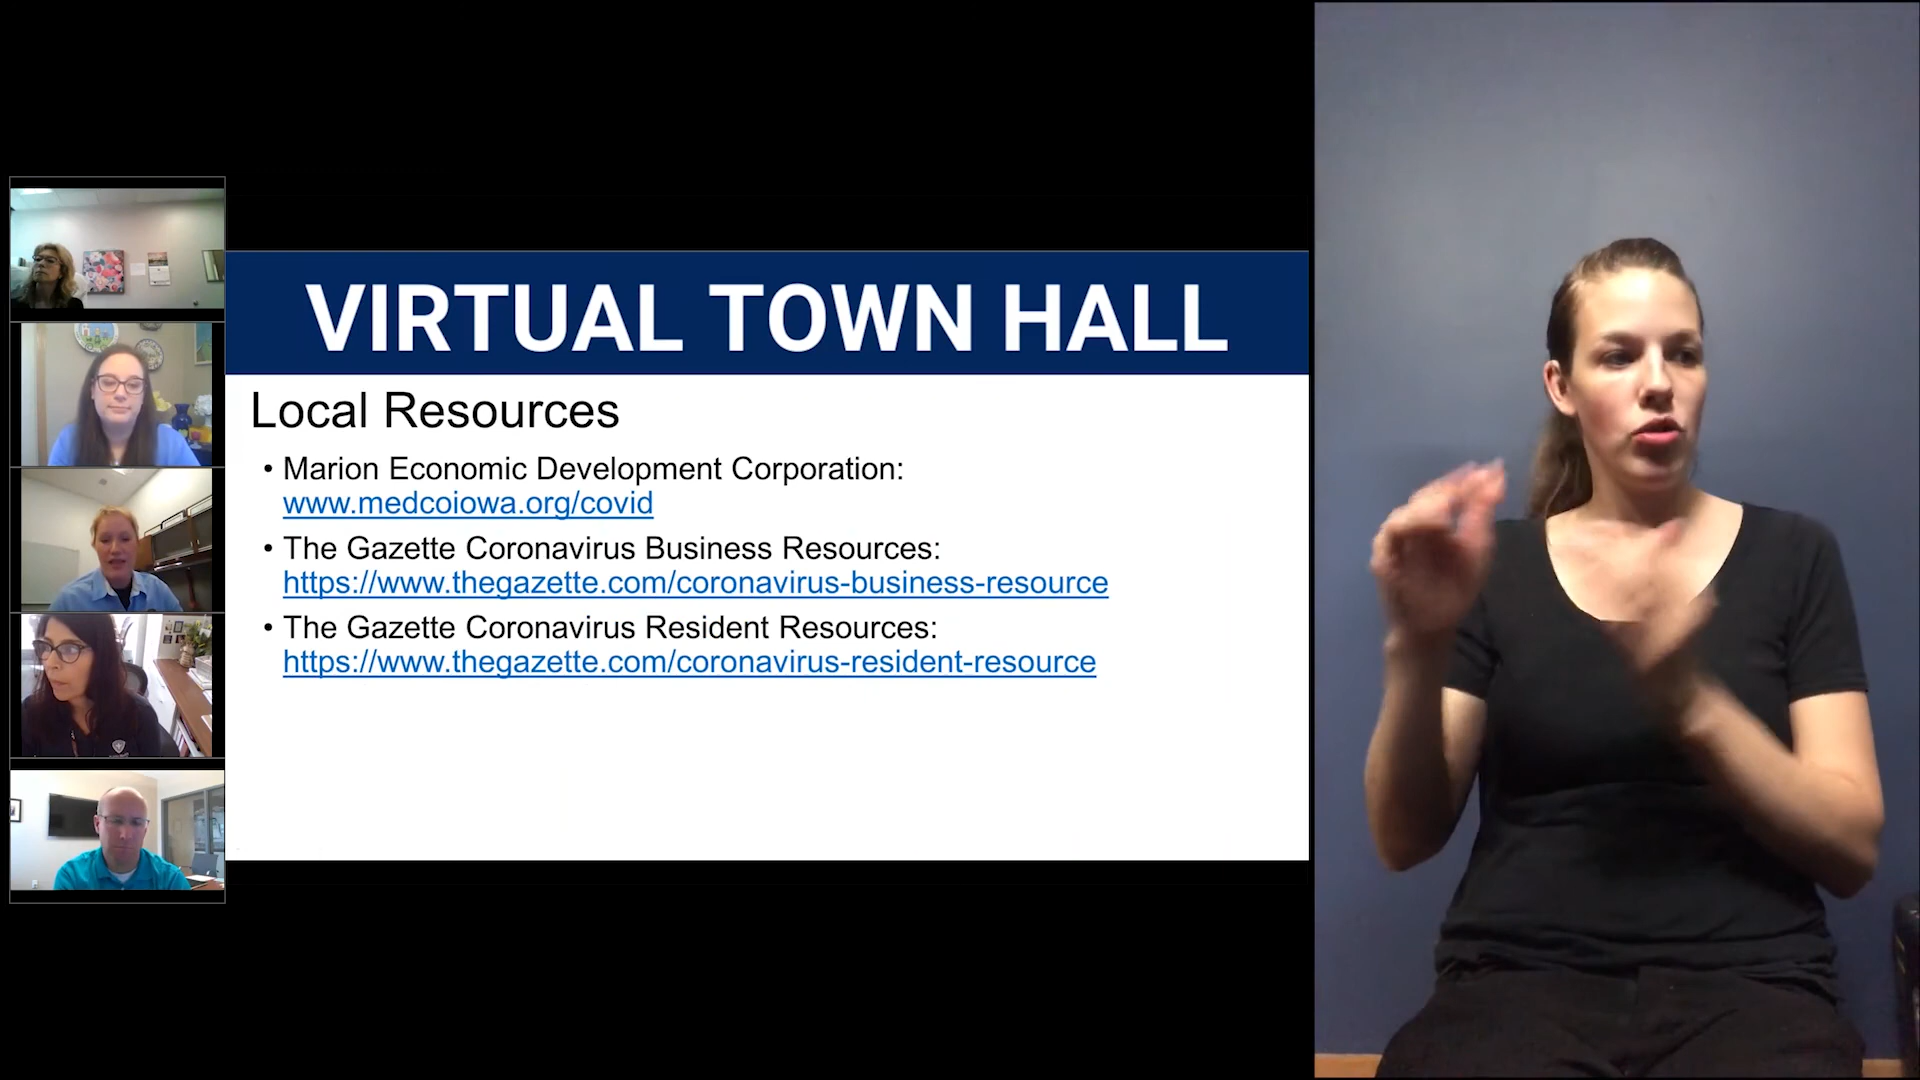 VIRTUAL TOWN HALL
Local Resources
• Marion Economic Development Corporation:
www.medcoiowa.org/covid
• The Gazette Coronavirus Business Resources:
https://www.thegazette.com/coronavirus-business-resource
• The Gazette Coronavirus Resident Resources:
https://www.thegazette.com/coronavirus-resident-resource